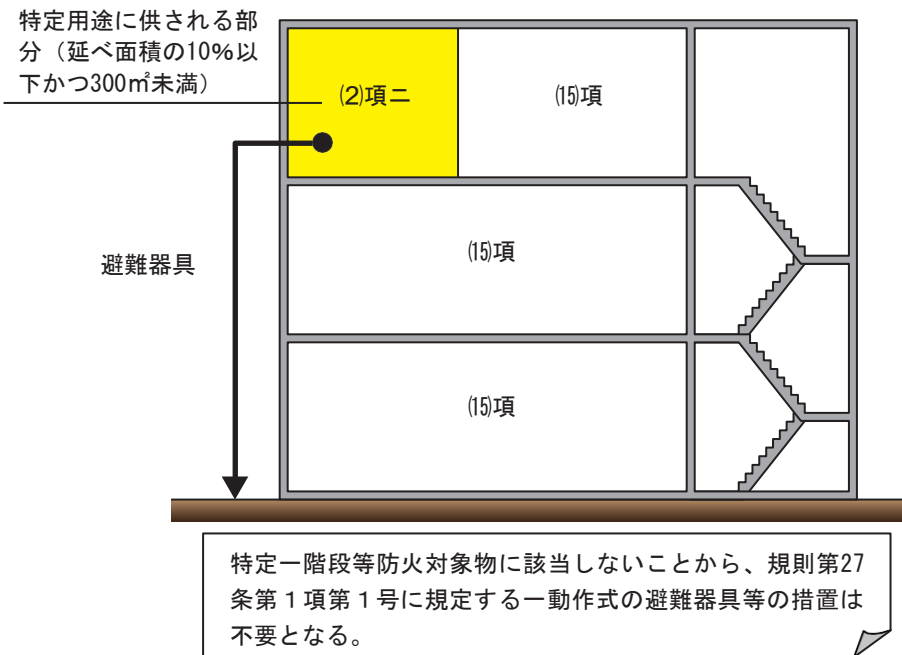 特定用途に供される部
分（延べ面積の10%以
下かつ300㎡未満）
⑵項ニ
⒂項
避難器具
⒂項
⒂項
特定一階段等防火対象物に該当しないことから、規則第27
条第１項第１号に規定する一動作式の避難器具等の措置は
不要となる。